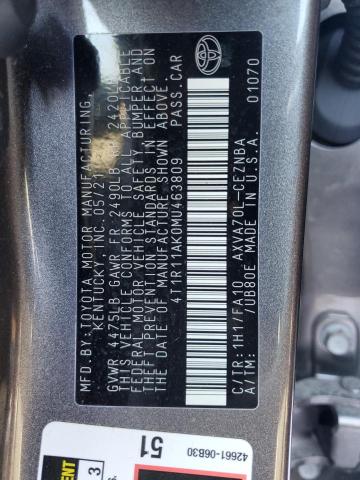 MFD.BY:TOYOTA MOTOR MANUFACTURING,
KENTUCKY, INC.05/21
GVWR 4475LB GAWR FR 2490LB RR 2420LB
THIS VEHICLE CONFORMS TO ALL APPLICABLE
FEDERAL MOTOR VEHICLE SAFETY, BUMPER AND
THEFT PREVENTION STANDARDS IN EFFECT ON
THE DATE OF MANUFACTURE SHOWN ABOVE.
4T1R11AK0MU463809 PASS.CAR
C/TR: 1H1/FA10 AXVA70L-CEZNBA
A/TM: /UB80E MADE IN U.S.A. 01070
42661-06B30
51
3